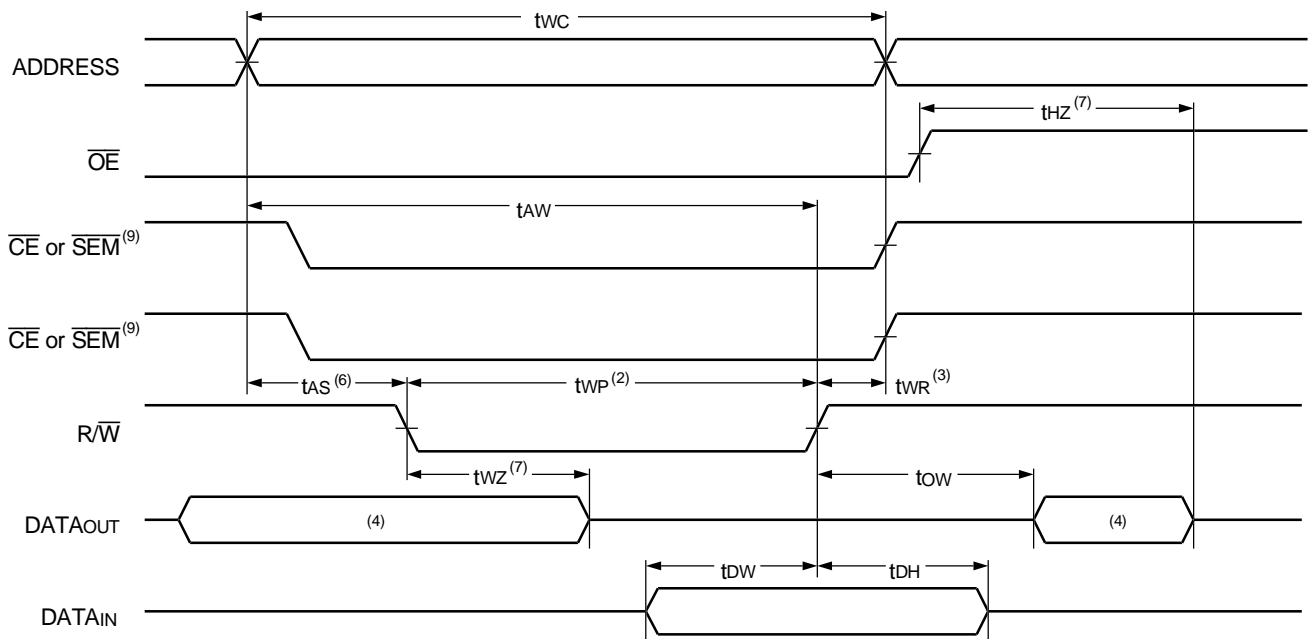 tWC
ADDRESS
tHZ(7)
OE
tAW
CE or SEM(9)
CE or SEM(9)
tAS(6)
tWP(2)
tWR(3)
R/W
tWZ(7)
tOW
DATAOUT
(4)
(4)
tDW
tDH
DATAIN